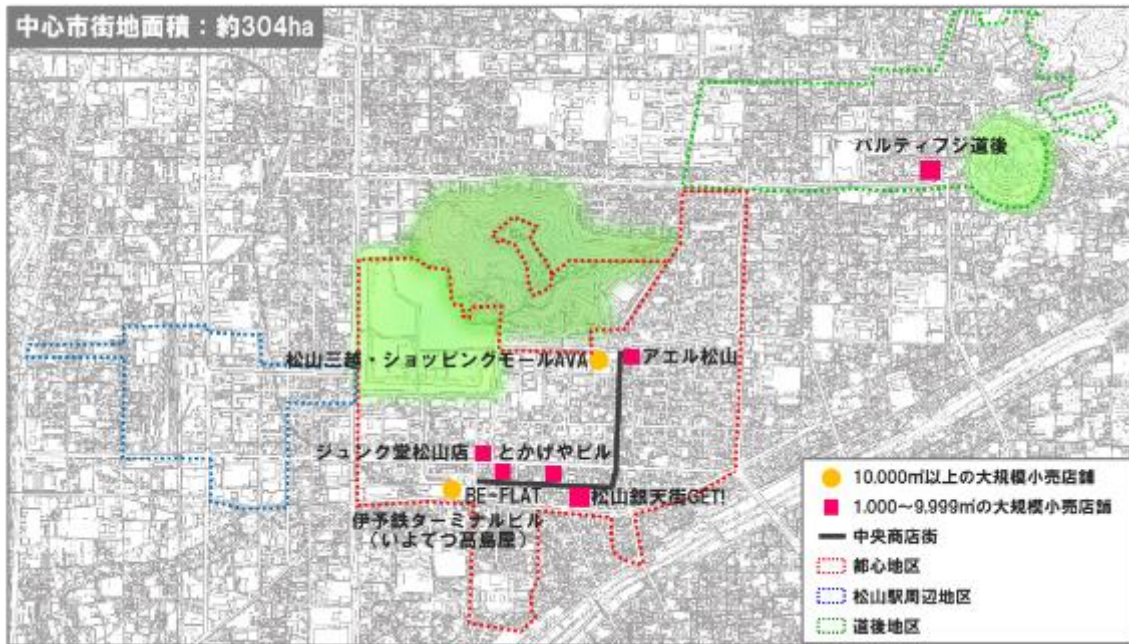 中心市街地面積：約304ha
パルティフジ道後
松山三越・ショッピングモールAVA
アエル松山
ジュンク堂松山店
とかげやビル
BE-FLAT
松山銀天街GET!
伊予鉄ターミナルビル
（いよてつ髙島屋）
10.000㎡以上の大規模小売店舗
1.000～9.999㎡の大規模小売店舗
中央商店街
都心地区
松山駅周辺地区
道後地区